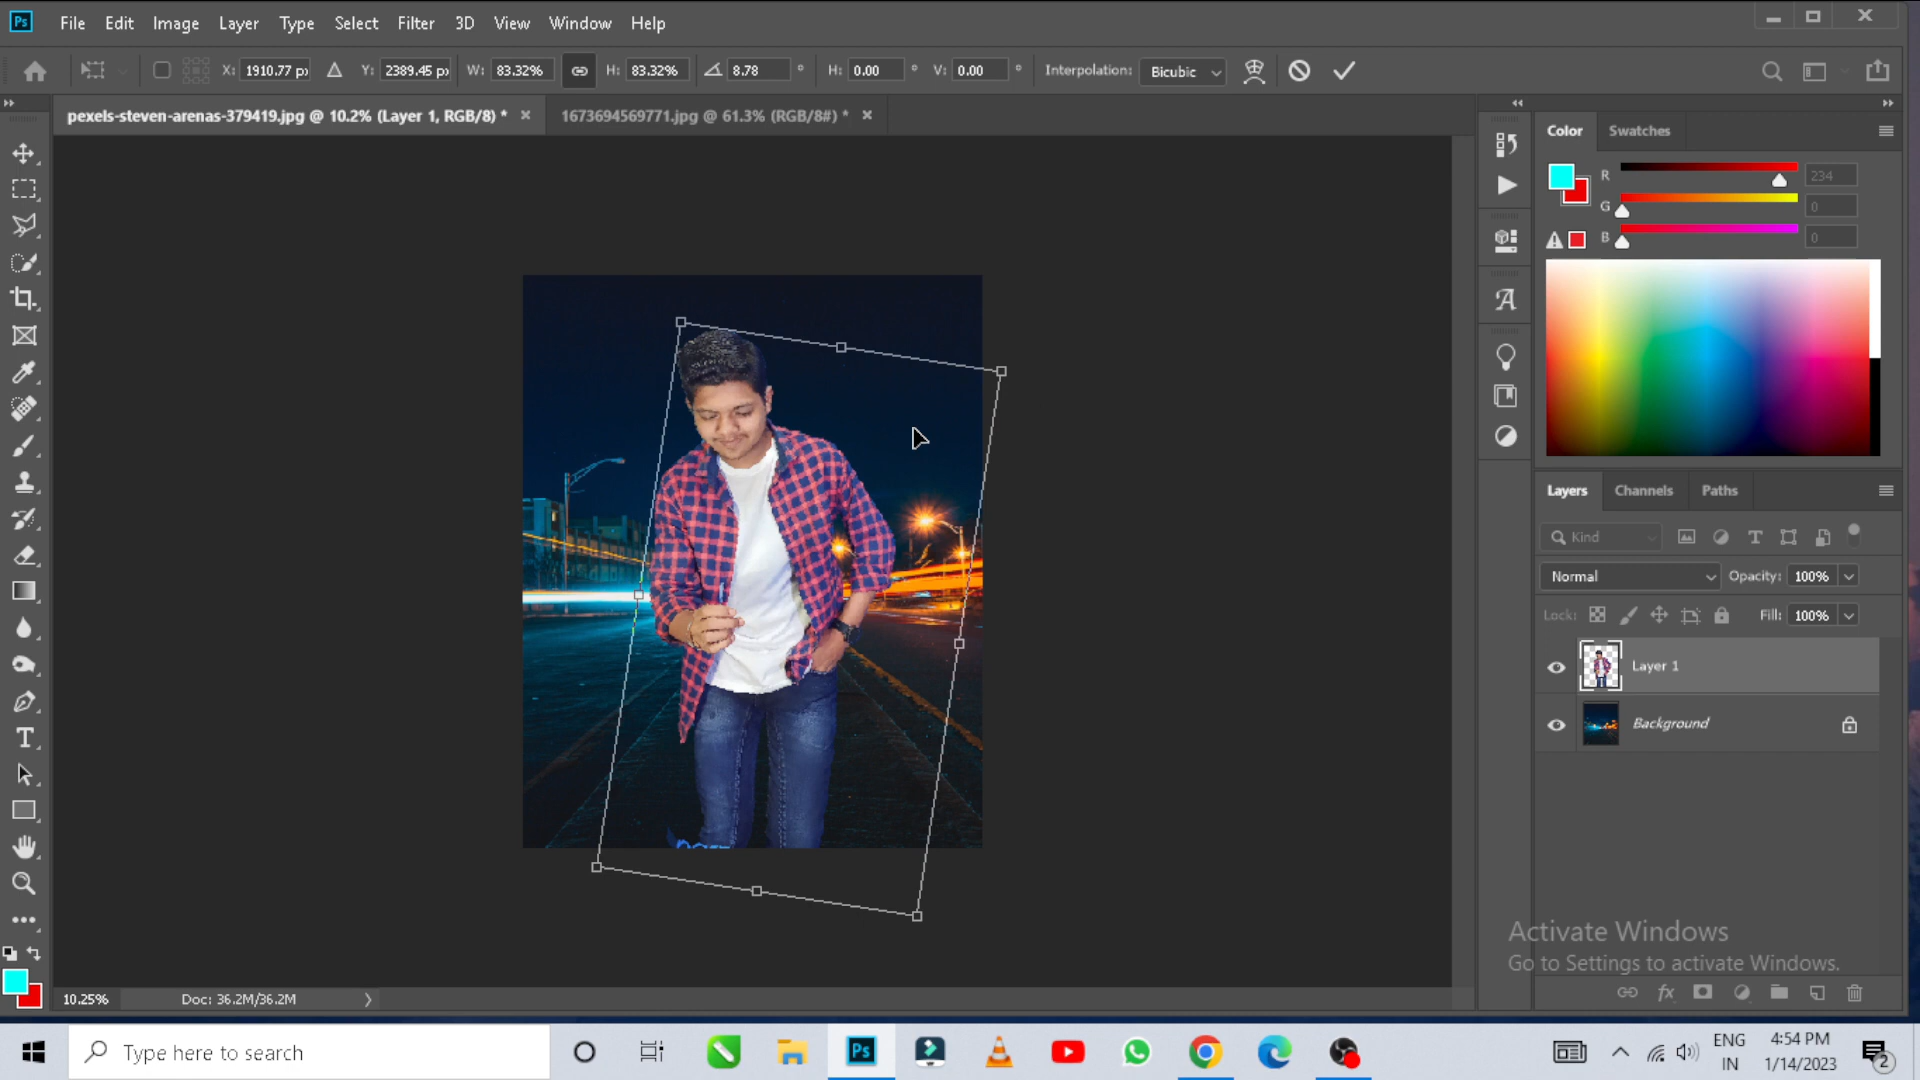 Ps File Edit Image Layer Type Select Filter 3D View Window Help
X: 1910.77 px Y: 2389.45 px W: 83.32% H: 83.32% 8.78 ° H: 0.00 ° V: 0.00 ° Interpolation: Bicubic
pexels-steven-arenas-379419.jpg @ 10.2% (Layer 1, RGB/8) * × 1673694569771.jpg @ 61.3% (RGB/8#) * ×
Color Swatches
R 234
G 0
B 0
Layers Channels Paths
Kind
Normal Opacity: 100%
Lock: Fill: 100%
Layer 1
Background
Activate Windows
Go to Settings to activate Windows.
fx
10.25% Doc: 36.2M/36.2M
Type here to search
Ps
ENG
IN
4:54 PM
1/14/2023
2